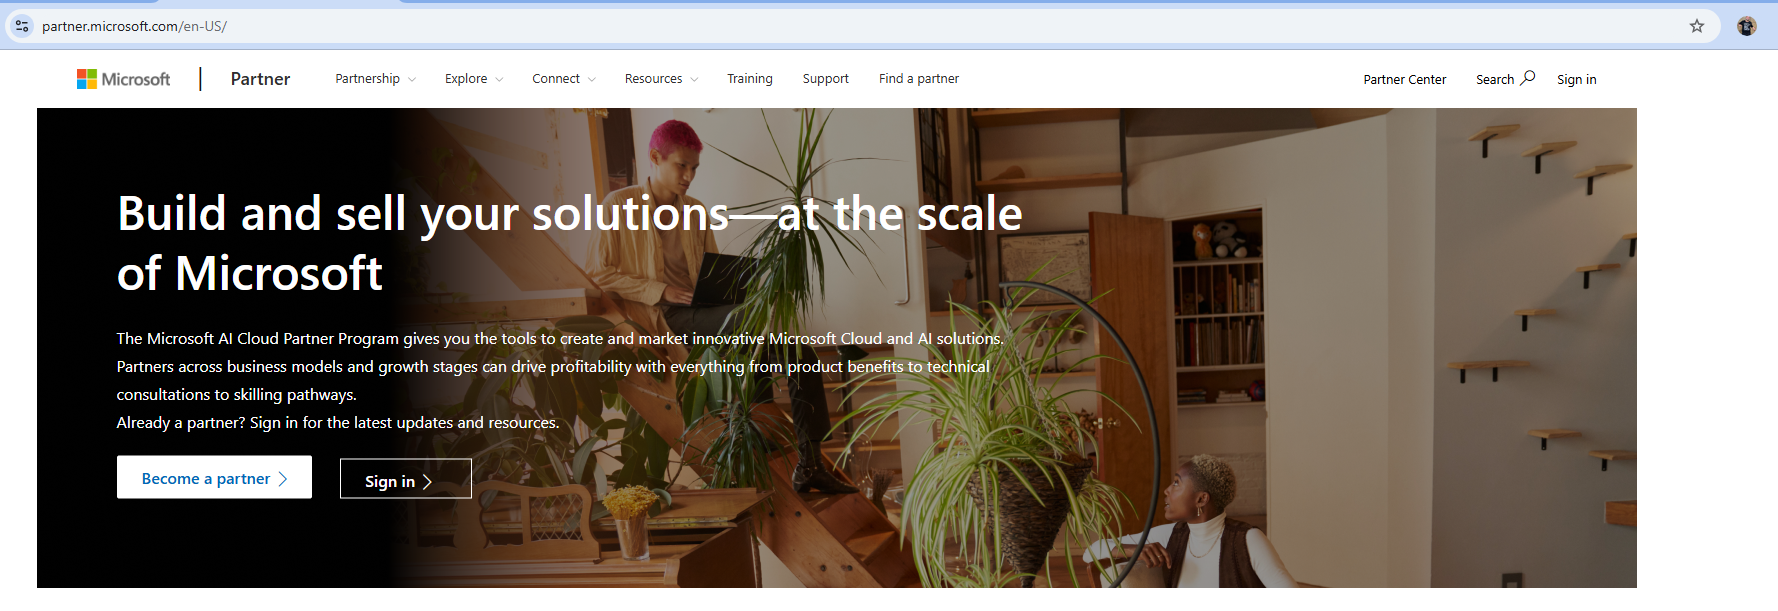 partner.microsoft.com/en-US/
Microsoft
Partner
Partnership
Explore
Connect
Resources
Training
Support
Find a partner
Partner Center
Search
Sign in
Build and sell your solutions—at the scale
of Microsoft
The Microsoft AI Cloud Partner Program gives you the tools to create and market innovative Microsoft Cloud and AI solutions.
Partners across business models and growth stages can drive profitability with everything from product benefits to technical
consultations to skilling pathways.
Already a partner? Sign in for the latest updates and resources.
Become a partner
Sign in